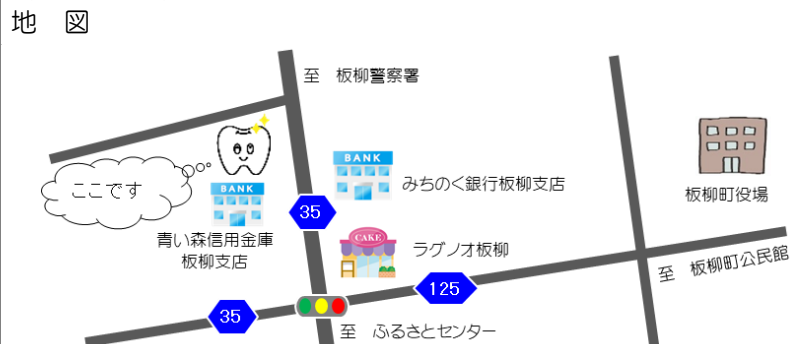 地　図
至　板柳警察署
BANK
みちのく銀行板柳支店
ここです
BANK
青い森信用金庫
板柳支店
35
CAKE
ラグノオ板柳
板柳町役場
至　板柳町公民館
125
35
至　ふるさとセンター